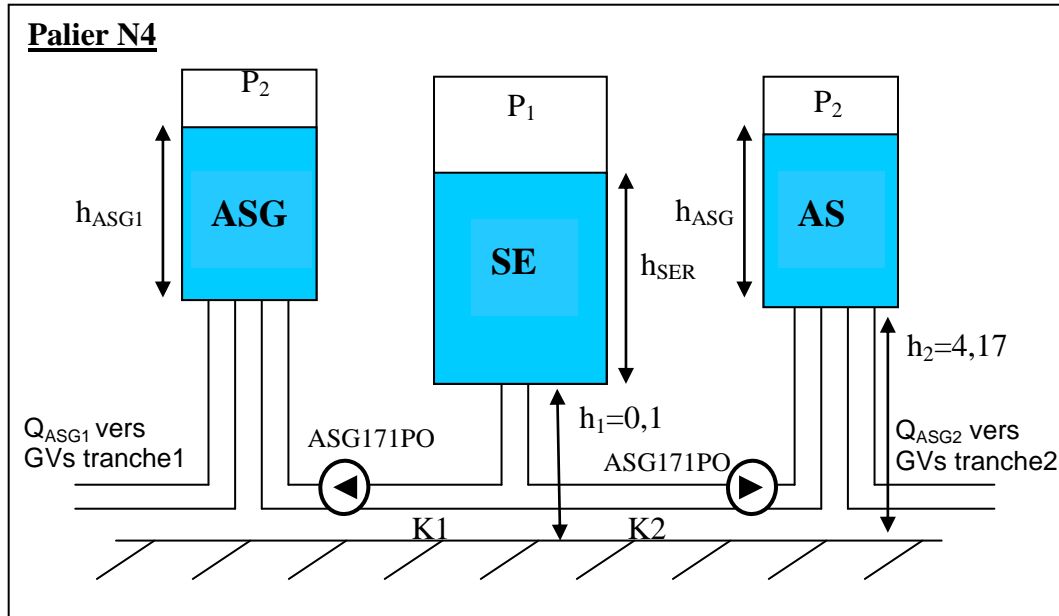 Palier N4
P2
P1
P2
hASG1
ASG
SE
hSER
hASG
AS
h2=4,17
h1=0,1
QASG1 vers
GVs tranche1
ASG171PO
ASG171PO
QASG2 vers
GVs tranche2
K1
K2